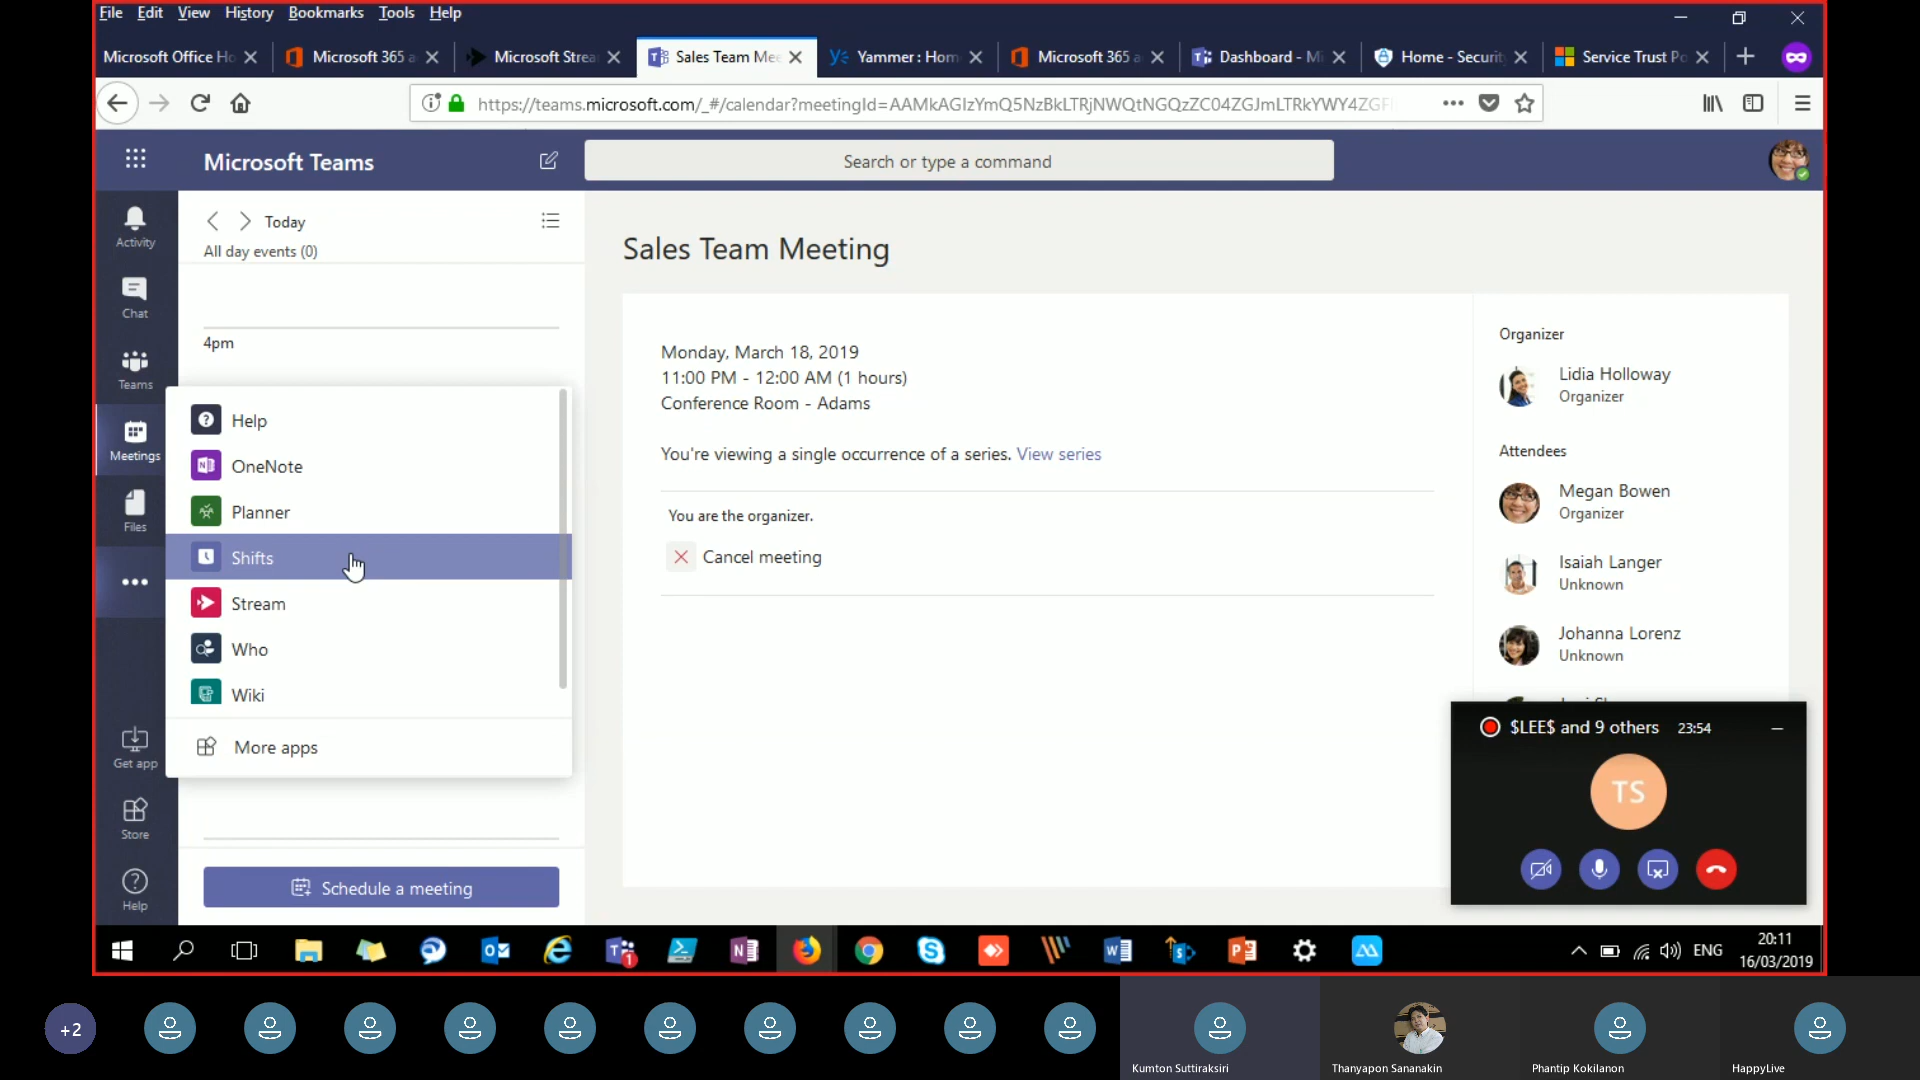 File Edit View History Bookmarks Tools Help
Microsoft Office Ho
Microsoft 365 a
Microsoft Strea
Sales Team Mee
Yammer : Hom
Microsoft 365 a
Dashboard - Mi
Home - Securit
Service Trust Po
https://teams.microsoft.com/_#/calendar?meetingId=AAMkAGIzYmQ5NzBkLTRjNWQtNGQzZC04ZGJmLTRkYWY4ZGF
Microsoft Teams
Search or type a command
Activity
Chat
Teams
Meetings
Files
Get app
Store
Help
Today
All day events (0)
4pm
Help
OneNote
Planner
Shifts
Stream
Who
Wiki
More apps
Schedule a meeting
Sales Team Meeting
Monday, March 18, 2019
11:00 PM - 12:00 AM (1 hours)
Conference Room - Adams
You're viewing a single occurrence of a series. View series
You are the organizer.
Cancel meeting
Organizer
Lidia Holloway
Organizer
Attendees
Megan Bowen
Organizer
Isaiah Langer
Unknown
Johanna Lorenz
Unknown
$LEE$ and 9 others 23:54
TS
ENG
20:11
16/03/2019
+2
Kumton Suttiraksiri
Thanyapon Sananakin
Phantip Kokilanon
HappyLive